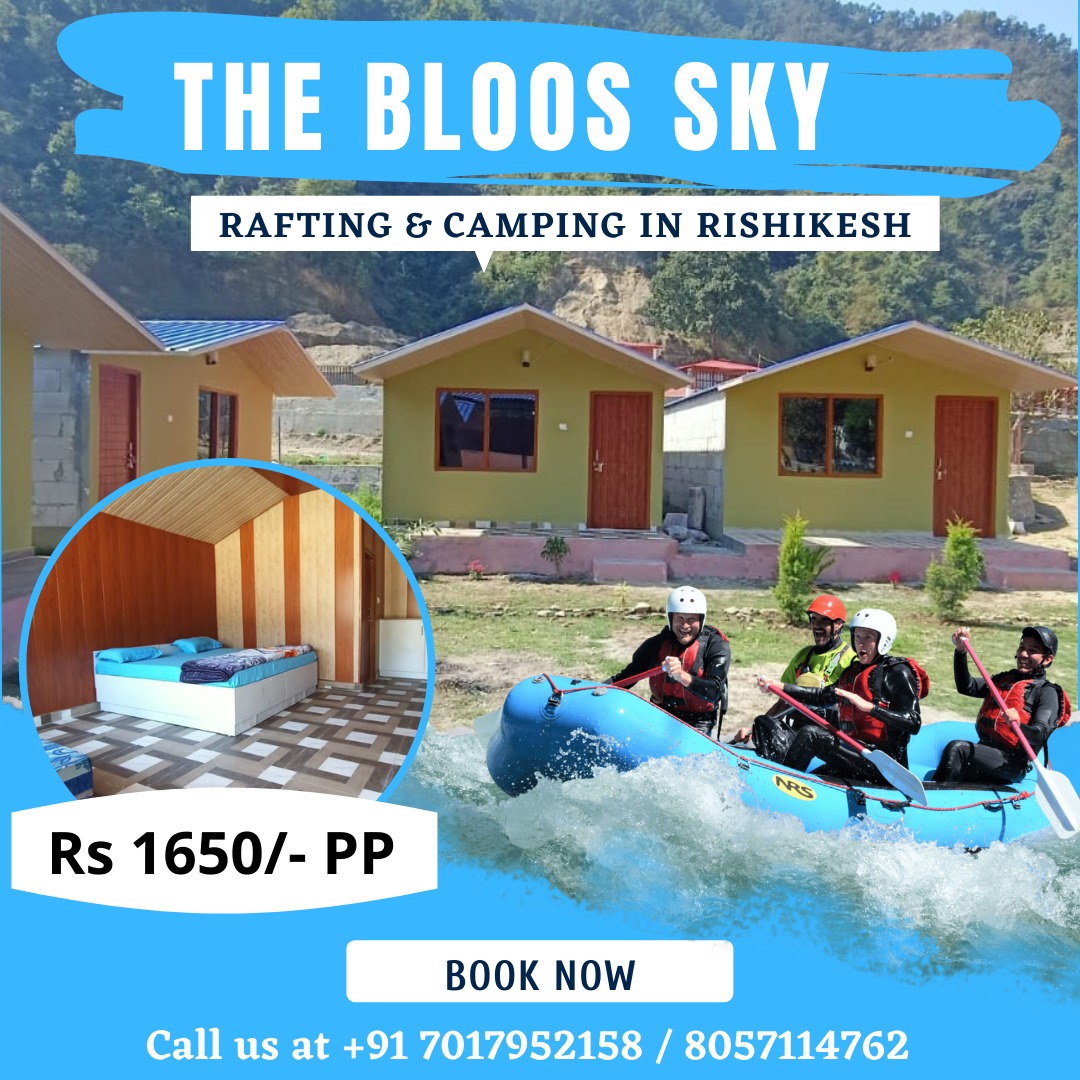 THE BLOOS SKY
RAFTING & CAMPING IN RISHIKESH
NRS
Rs 1650/- PP
BOOK NOW
Call us at +91 7017952158 / 8057114762